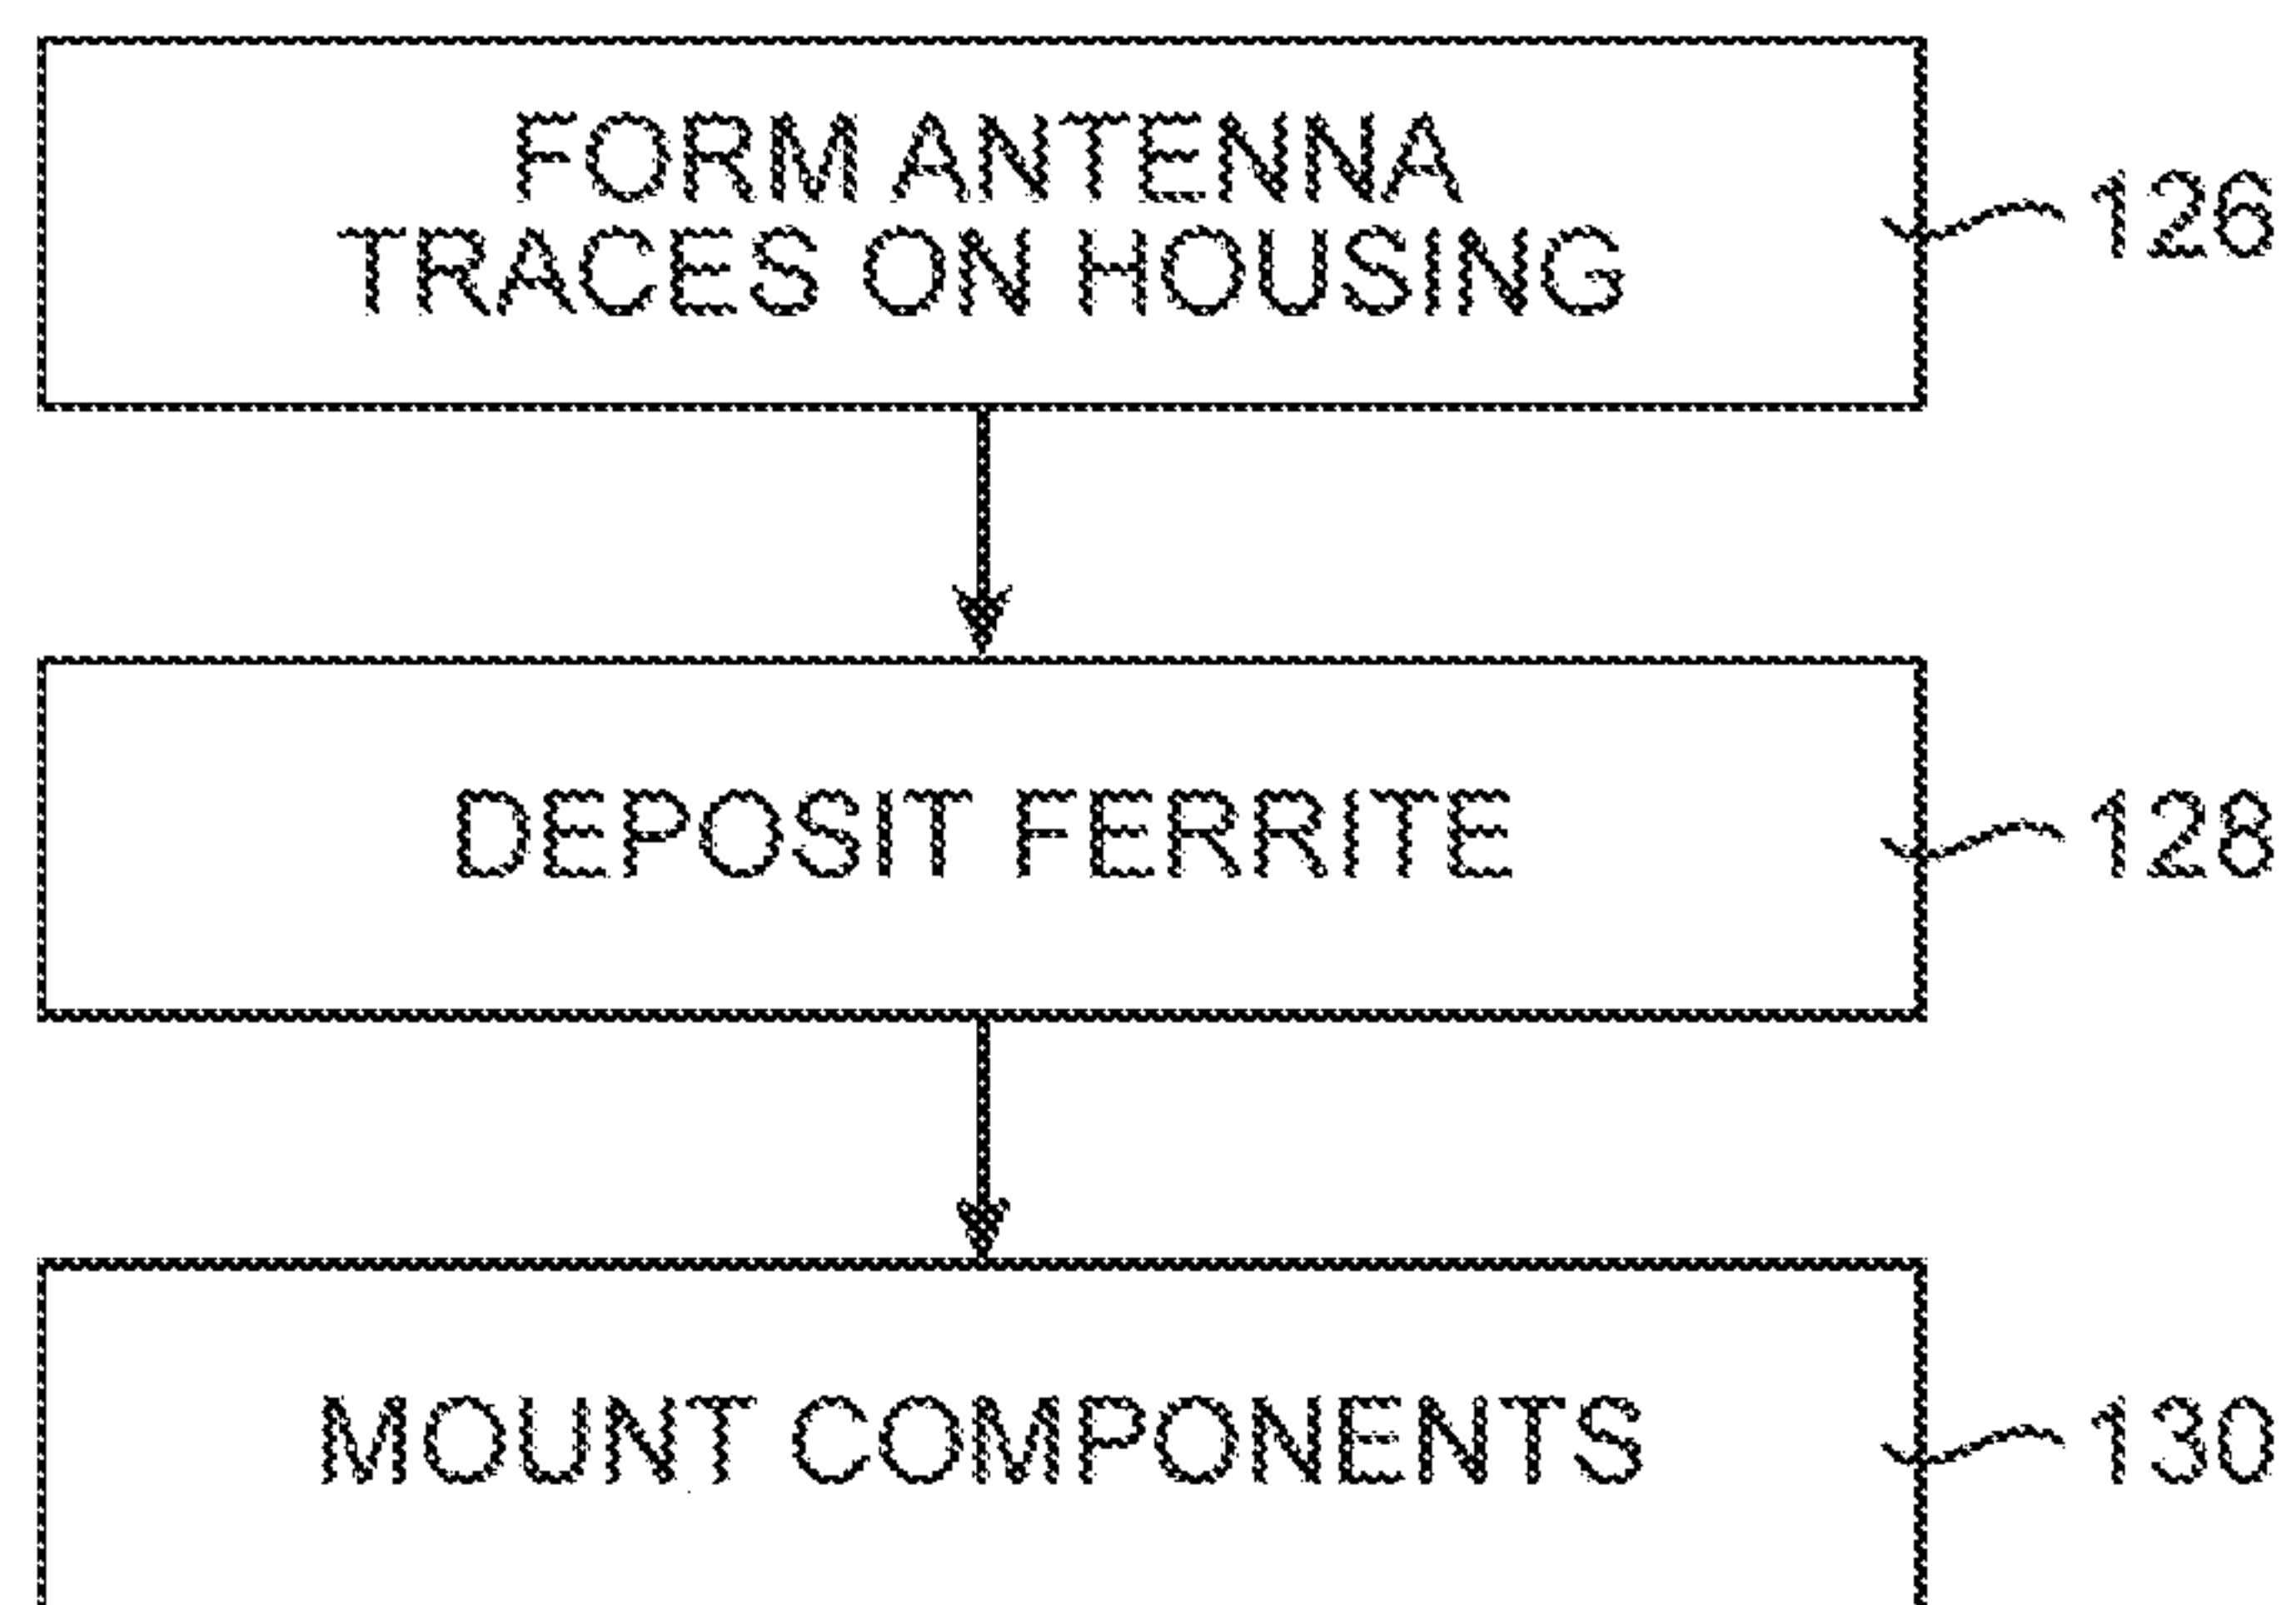 FORM ANTENNA
TRACES ON HOUSING
126
DEPOSIT FERRITE
128
MOUNT COMPONENTS
130